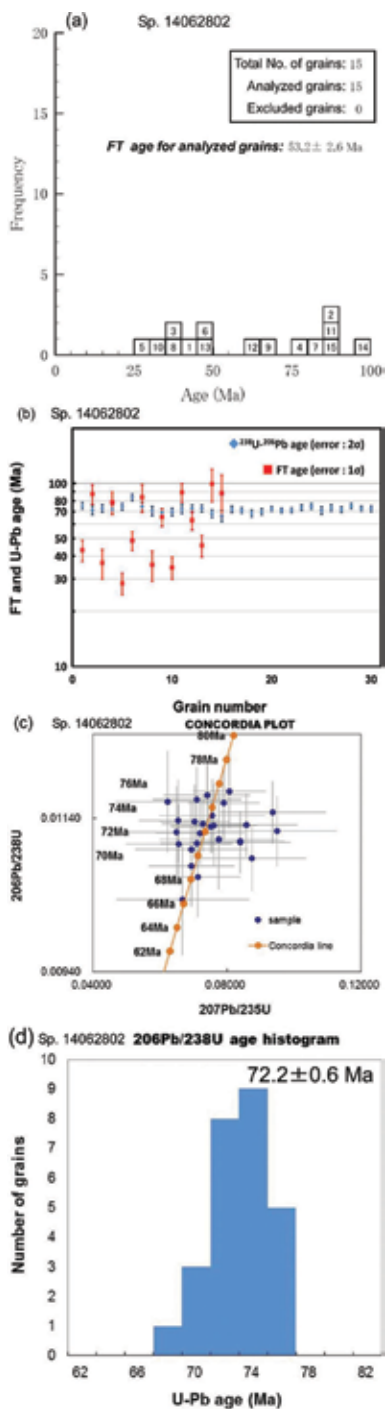 (a) Sp. 14062802
Total No. of grains: 15
Analyzed grains: 15
Excluded grains: 0
FT age for analyzed grains: 53.2± 2.6 Ma
Frequency
20
15
10
5
0
2
3 6 11
5 10 8 1 13 12 9 4 7 15 14
0 25 50 75 100
Age (Ma)
(b) Sp. 14062802
FT and U-Pb age (Ma)
238U-206Pb age (error : 2σ)
FT age (error : 1σ)
100
80
70
60
50
40
30
10
0 10 20 30
Grain number
(c) Sp. 14062802 CONCORDIA PLOT
206Pb/238U
80Ma
78Ma
76Ma
74Ma
72Ma
70Ma
68Ma
66Ma
64Ma
62Ma
0.01140
0.00940
sample
Concordia line
0.04000 0.08000 0.12000
207Pb/235U
(d) Sp. 14062802 206Pb/238U age histogram
72.2±0.6 Ma
Number of grains
10
9
8
7
6
5
4
3
2
1
0
62 66 70 74 78 82
U-Pb age (Ma)